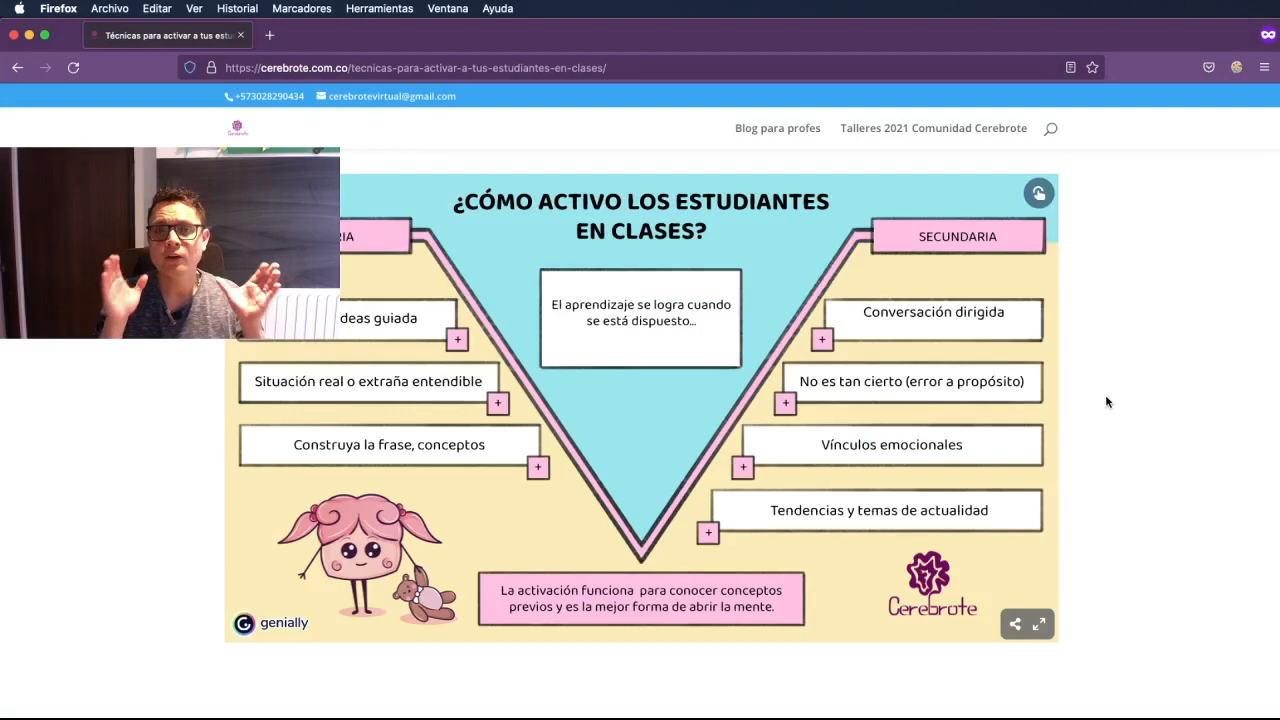 Firefox Archivo Editar Ver Historial Marcadores Herramientas Ventana Ayuda
Técnicas para activar a tus estu
https://cerebrote.com.co/tecnicas-para-activar-a-tus-estudiantes-en-clases/
+573028290434 cerebrotevirtual@gmail.com
Cerebrote
Blog para profes Talleres 2021 Comunidad Cerebrote
¿CÓMO ACTIVO LOS ESTUDIANTES
EN CLASES?
RIA
SECUNDARIA
El aprendizaje se logra cuando
se está dispuesto...
deas guiada
+
Situación real o extraña entendible
+
Construya la frase, conceptos
+
Conversación dirigida
+
No es tan cierto (error a propósito)
+
Vínculos emocionales
+
Tendencias y temas de actualidad
+
La activación funciona para conocer conceptos
previos y es la mejor forma de abrir la mente.
Cerebrote
genially